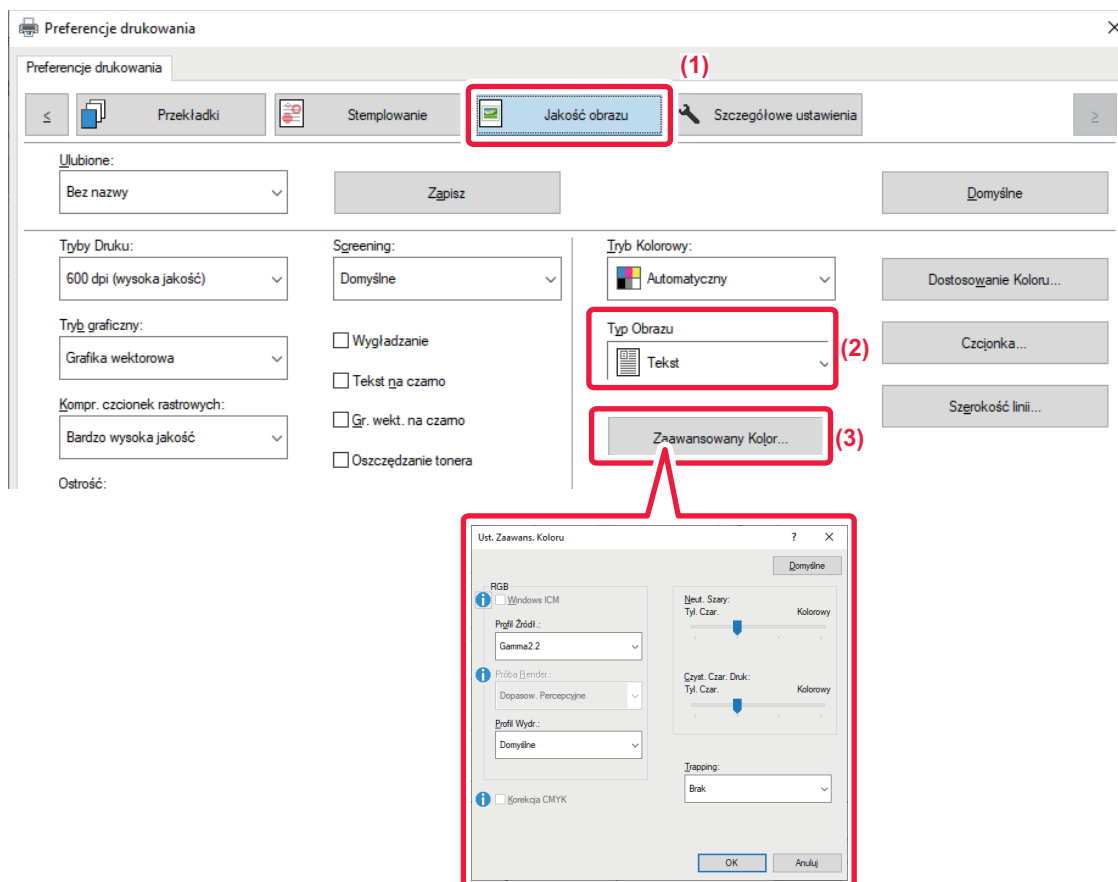 Preferencje drukowania
Preferencje drukowania
(1)
<
Przekładki
Stemplowanie
Jakość obrazu
Szczegółowe ustawienia
>
Ulubione:
Bez nazwy
Zapisz
Domyślne
Tryby Druku:
600 dpi (wysoka jakość)
Screening:
Domyślne
Tryb Kolorowy:
Automatyczny
Dostosowanie Koloru...
Tryb graficzny:
Grafika wektorowa
Wygładzanie
Tekst na czarno
Typ Obrazu
Tekst
(2)
Czcionka...
Kompr. czcionek rastrowych:
Bardzo wysoka jakość
Gr. wekt. na czarno
Oszczędzanie tonera
Zaawansowany Kolor...
(3)
Szerokość linii...
Ostrość:
Ust. Zaawans. Koloru
?
Domyślne
RGB
Windows ICM
Profil Źródł.:
Gamma2.2
Próba Render.:
Dopasow. Percepcyjne
Profil Wydr.:
Domyślne
Korekcja CMYK
Neut. Szary:
Tyl. Czar. Kolorowy
Czyst. Czar. Druk:
Tyl. Czar. Kolorowy
Trapping:
Brak
OK
Anuluj